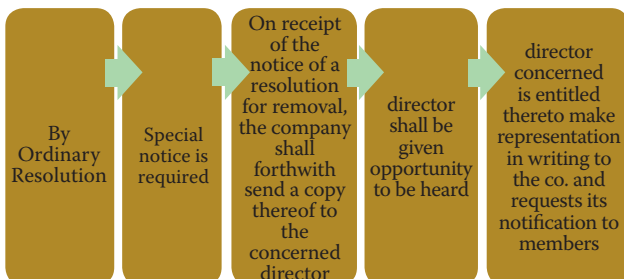 By
Ordinary
Resolution
Special
notice is
required
On receipt
of the
notice of a
resolution
for removal,
the company
shall
forthwith
send a copy
thereof to
the
concerned
director
director
shall be
given
opportunity
to be heard
director
concerned
is entitled
thereto make
representation
in writing to
the co. and
requests its
notification to
members